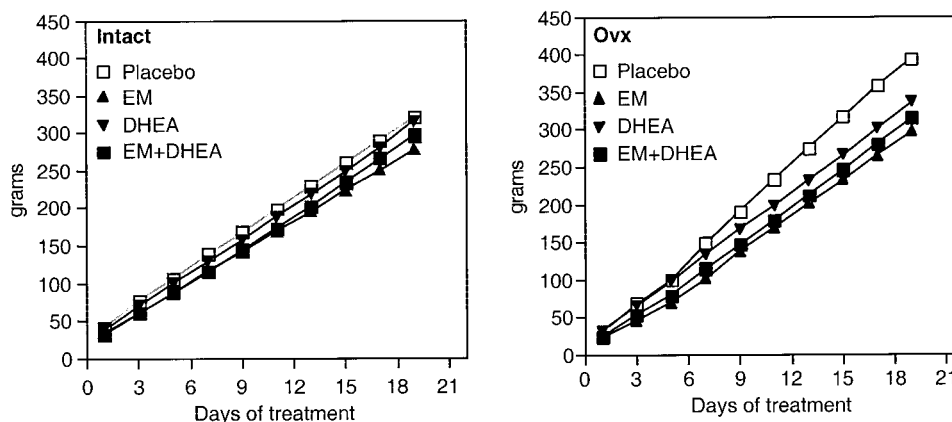 Intact
Placebo
EM
DHEA
EM+DHEA
450
400
350
300
250
200
150
100
50
0
grams
0 3 6 9 12 15 18 21
Days of treatment
Ovx
Placebo
EM
DHEA
EM+DHEA
450
400
350
300
250
200
150
100
50
0
grams
0 3 6 9 12 15 18 21
Days of treatment